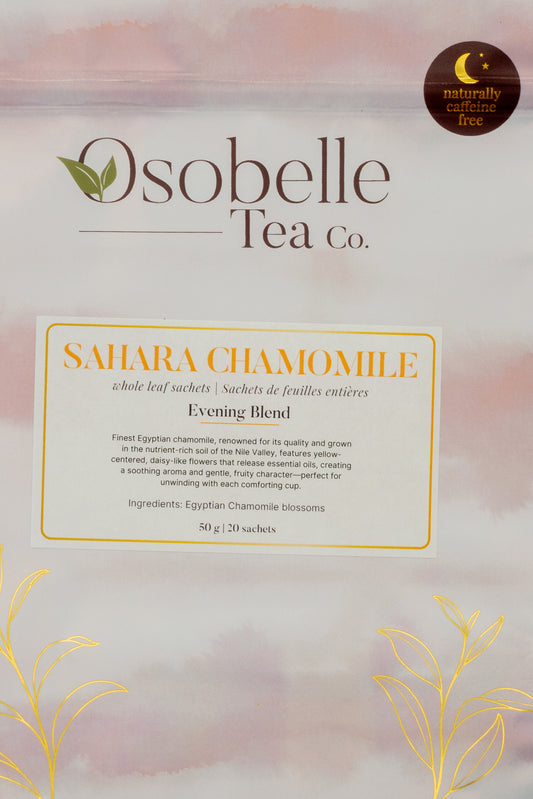 naturally
caffeine
free
Osobelle
Tea Co.
SAHARA CHAMOMILE
whole leaf sachets | Sachets de feuilles entières
Evening Blend
Finest Egyptian chamomile, renowned for its quality and grown
in the nutrient-rich soil of the Nile Valley, features yellow-
centered, daisy-like flowers that release essential oils, creating
a soothing aroma and gentle, fruity character—perfect for
unwinding with each comforting cup.
Ingredients: Egyptian Chamomile blossoms
50 g | 20 sachets